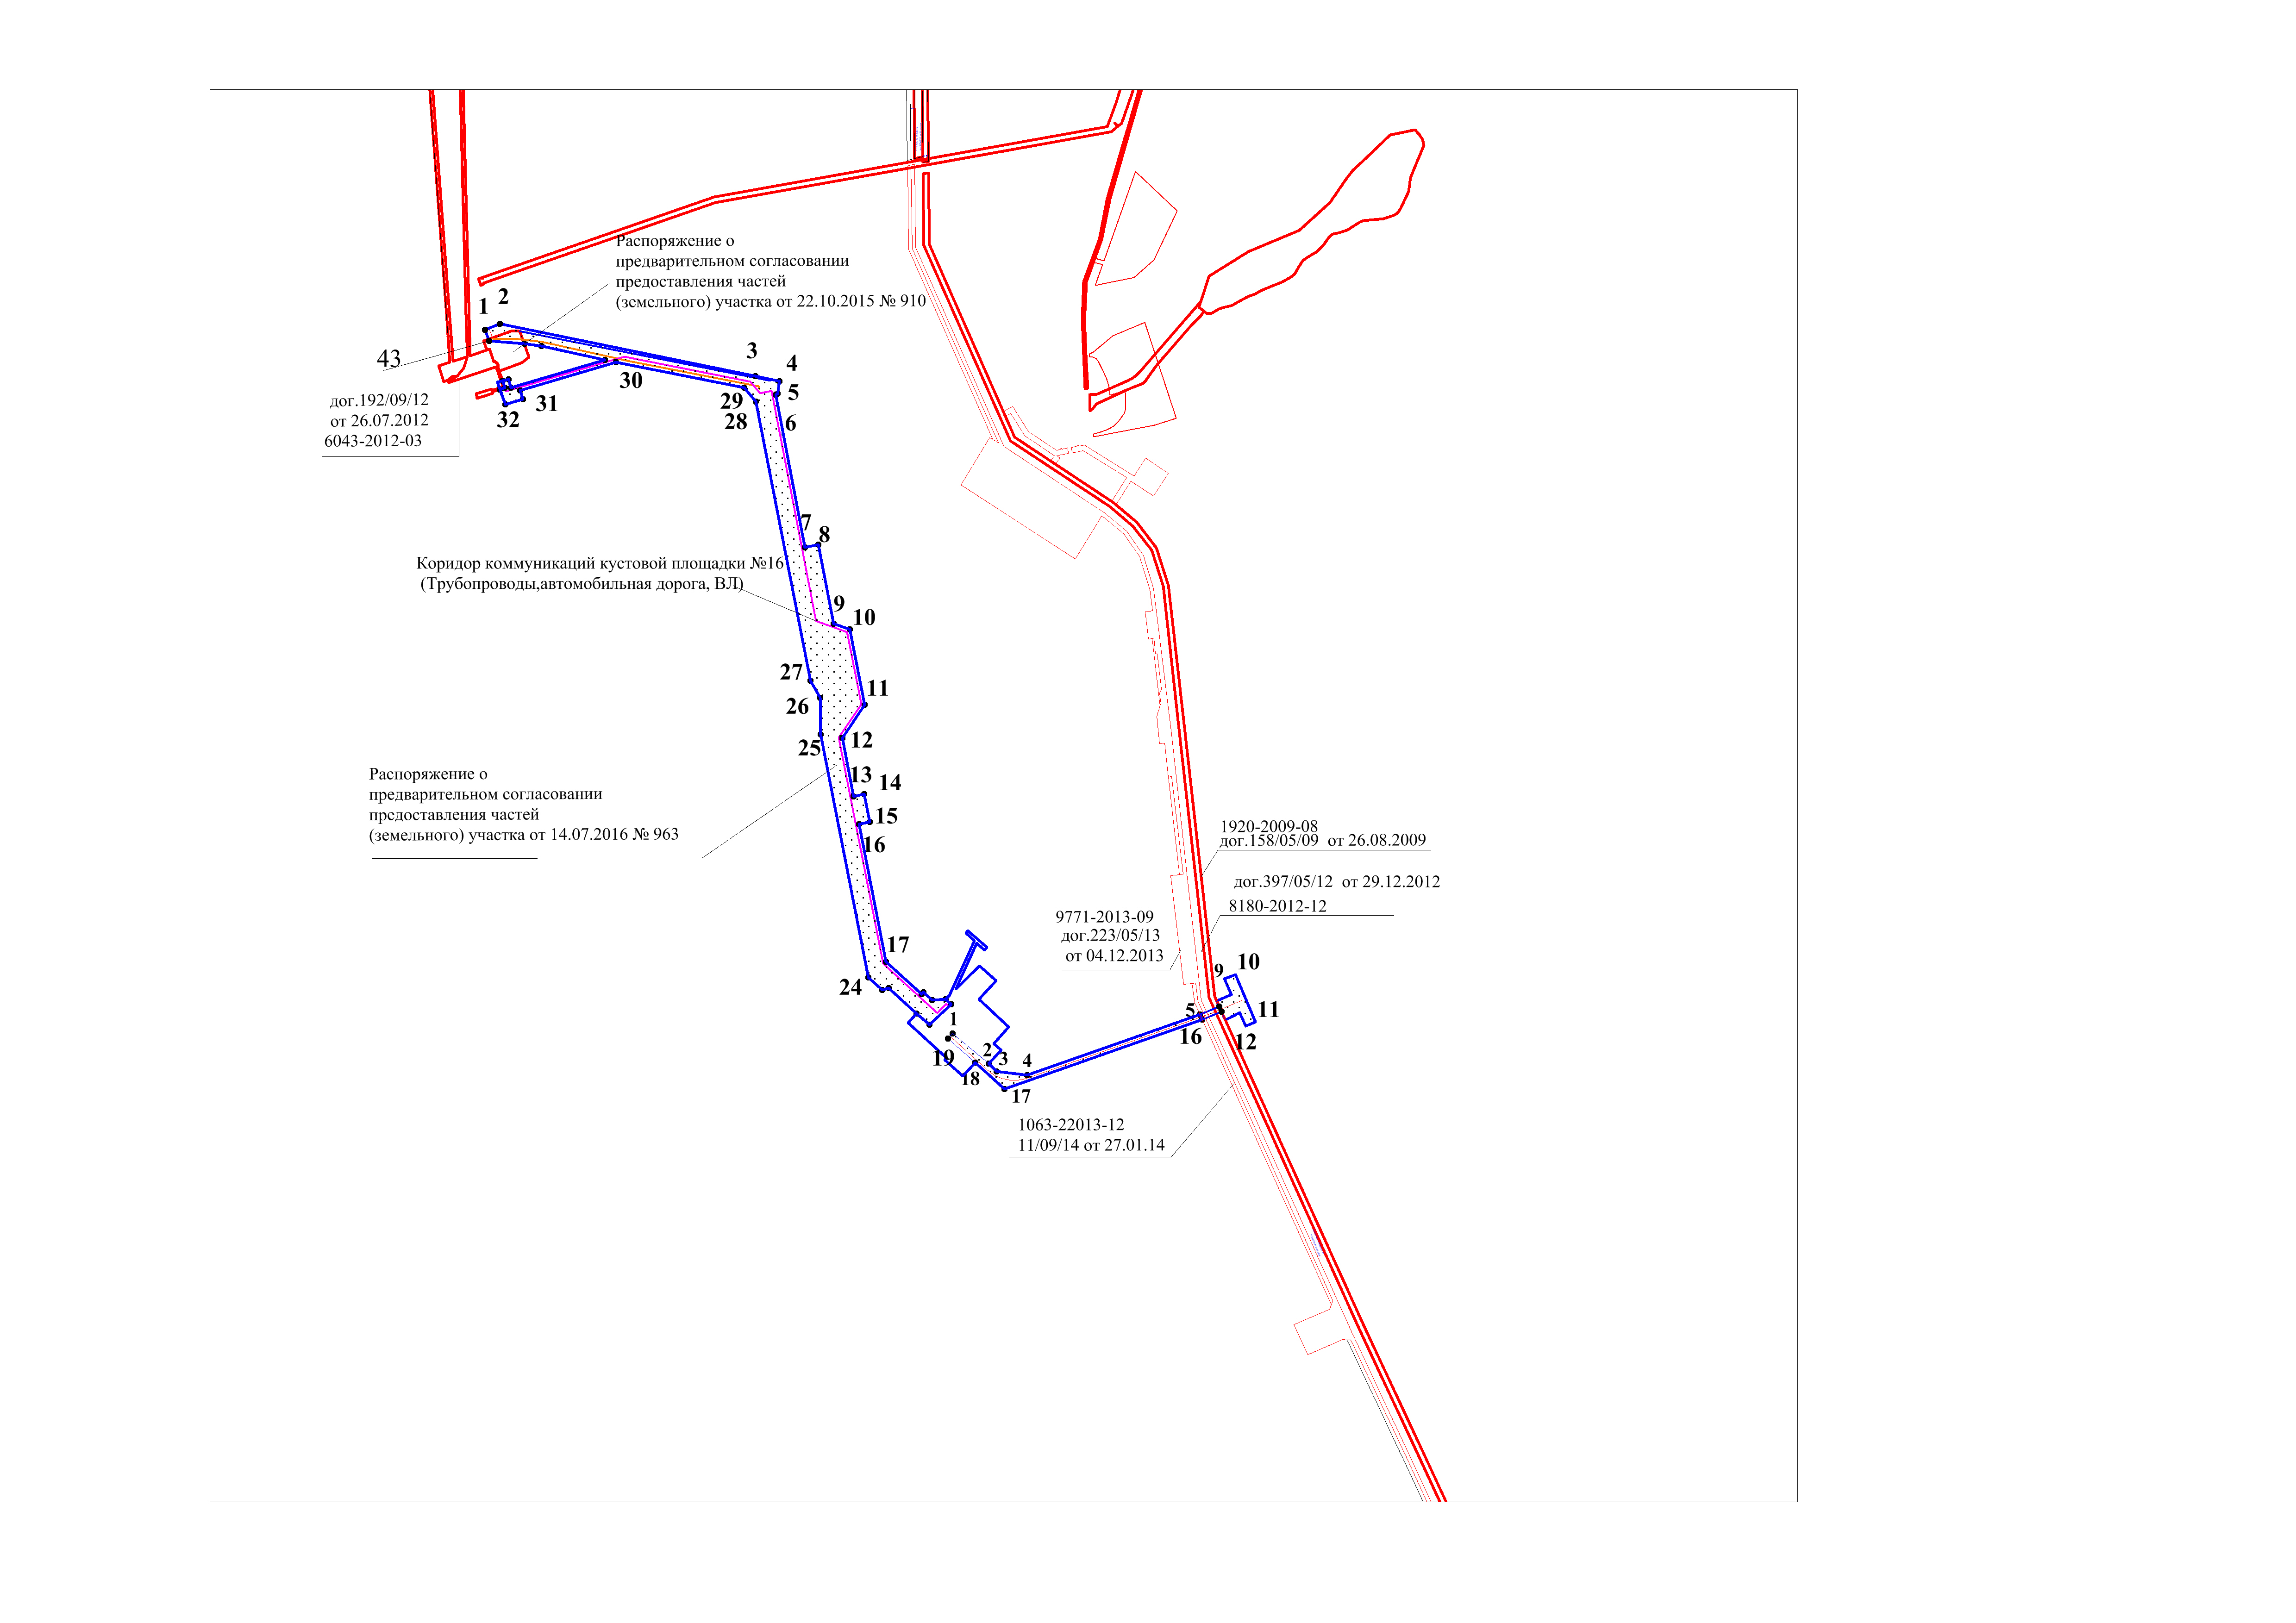 Распоряжение о
предварительном согласовании
предоставления частей
(земельного) участка от 22.10.2015 № 910
1
2
43
3
4
5
6
30
29
28
31
32
дог.192/09/12
от 26.07.2012
6043-2012-03
7
8
Коридор коммуникаций кустовой площадки №16
(Трубопроводы,автомобильная дорога, ВЛ)
9
10
27
26
11
25
12
Распоряжение о
предварительном согласовании
предоставления частей
(земельного) участка от 14.07.2016 № 963
13
14
15
16
17
24
1920-2009-08
дог.158/05/09 от 26.08.2009
дог.397/05/12 от 29.12.2012
8180-2012-12
9771-2013-09
дог.223/05/13
от 04.12.2013
9
10
11
12
5
16
1
2
3
4
19
18
17
1063-22013-12
11/09/14 от 27.01.14